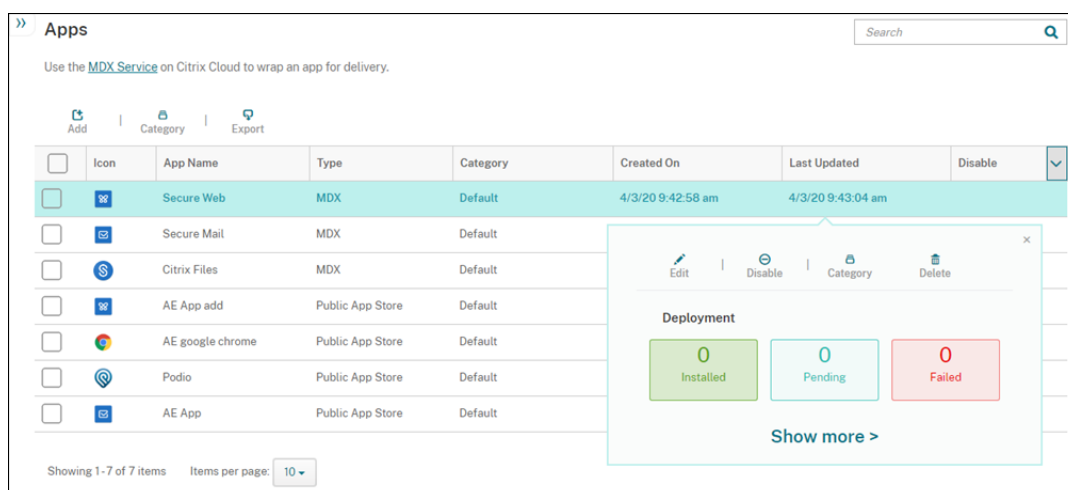 Apps
Search
Use the MDX Service on Citrix Cloud to wrap an app for delivery.
Add | Category | Export
Icon App Name Type Category Created On Last Updated Disable
Secure Web MDX Default 4/3/20 9:42:58 am 4/3/20 9:43:04 am
Secure Mail MDX Default
Citrix Files MDX Default
AE App add Public App Store Default
AE google chrome Public App Store Default
Podio Public App Store Default
AE App Public App Store Default
Edit | Disable | Category Delete
Deployment
0 0 0
Installed Pending Failed
Show more >
Showing 1-7 of 7 items Items per page: 10